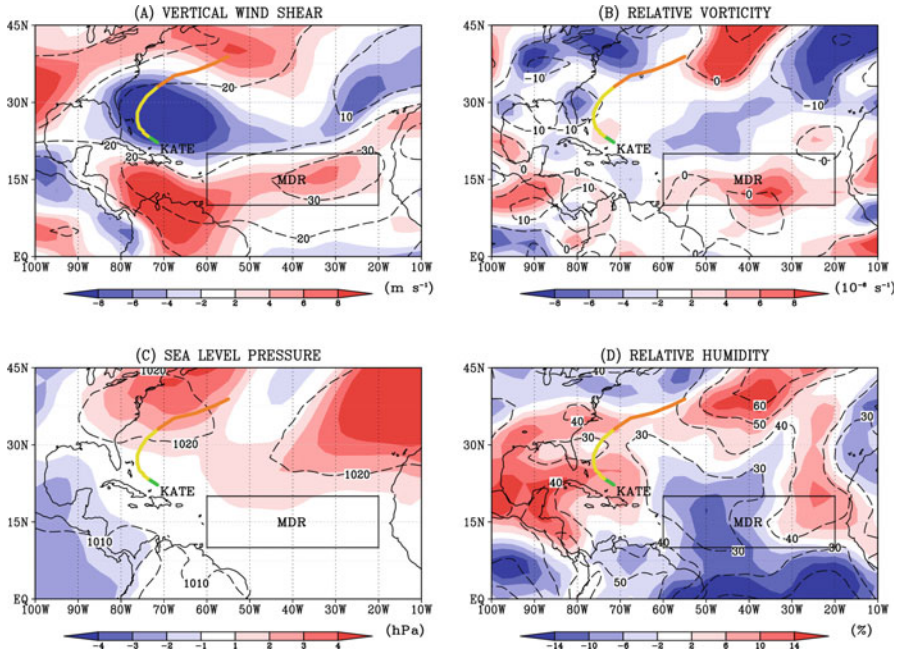 (A) VERTICAL WIND SHEAR
(B) RELATIVE VORTICITY
45N
30N
15N
EQ
100W 90W 80W 70W 60W 50W 40W 30W 20W 10W
20
10
20
20
30
30
20
KATE
MDR
-8 -6 -4 -2 2 4 6 8
(m s⁻¹)
45N
30N
15N
EQ
100W 90W 80W 70W 60W 50W 40W 30W 20W 10W
-10
0
-10
10
10
0
0
0
0
10
10
0
0
0
KATE
MDR
-8 -6 -4 -2 2 4 6 8
(10⁻⁶ s⁻¹)
(C) SEA LEVEL PRESSURE
(D) RELATIVE HUMIDITY
45N
30N
15N
EQ
100W 90W 80W 70W 60W 50W 40W 30W 20W 10W
1020
1020
1020
1010
1010
KATE
MDR
-4 -3 -2 -1 1 2 3 4
(hPa)
45N
30N
15N
EQ
100W 90W 80W 70W 60W 50W 40W 30W 20W 10W
40
40
60
50
40
30
30
30
40
40
40
30
30
50
40
KATE
MDR
-14 -10 -6 -2 2 6 10 14
(%)